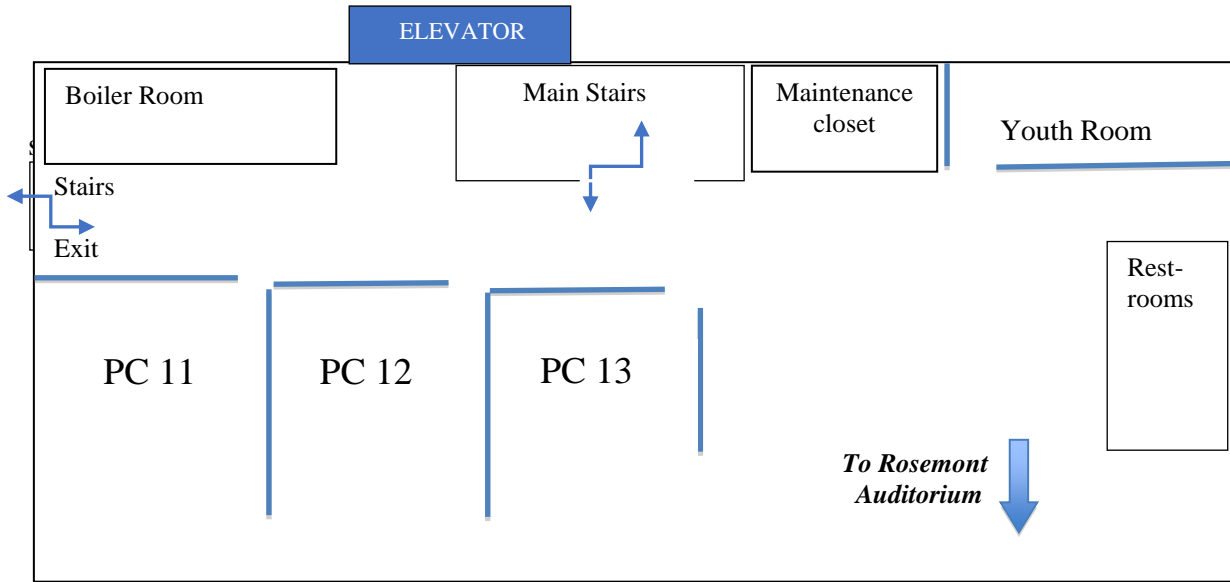 ELEVATOR
Boiler Room
Main Stairs
Maintenance
closet
Youth Room
Stairs
Exit
Rest-
rooms
PC 11
PC 12
PC 13
To Rosemont
Auditorium